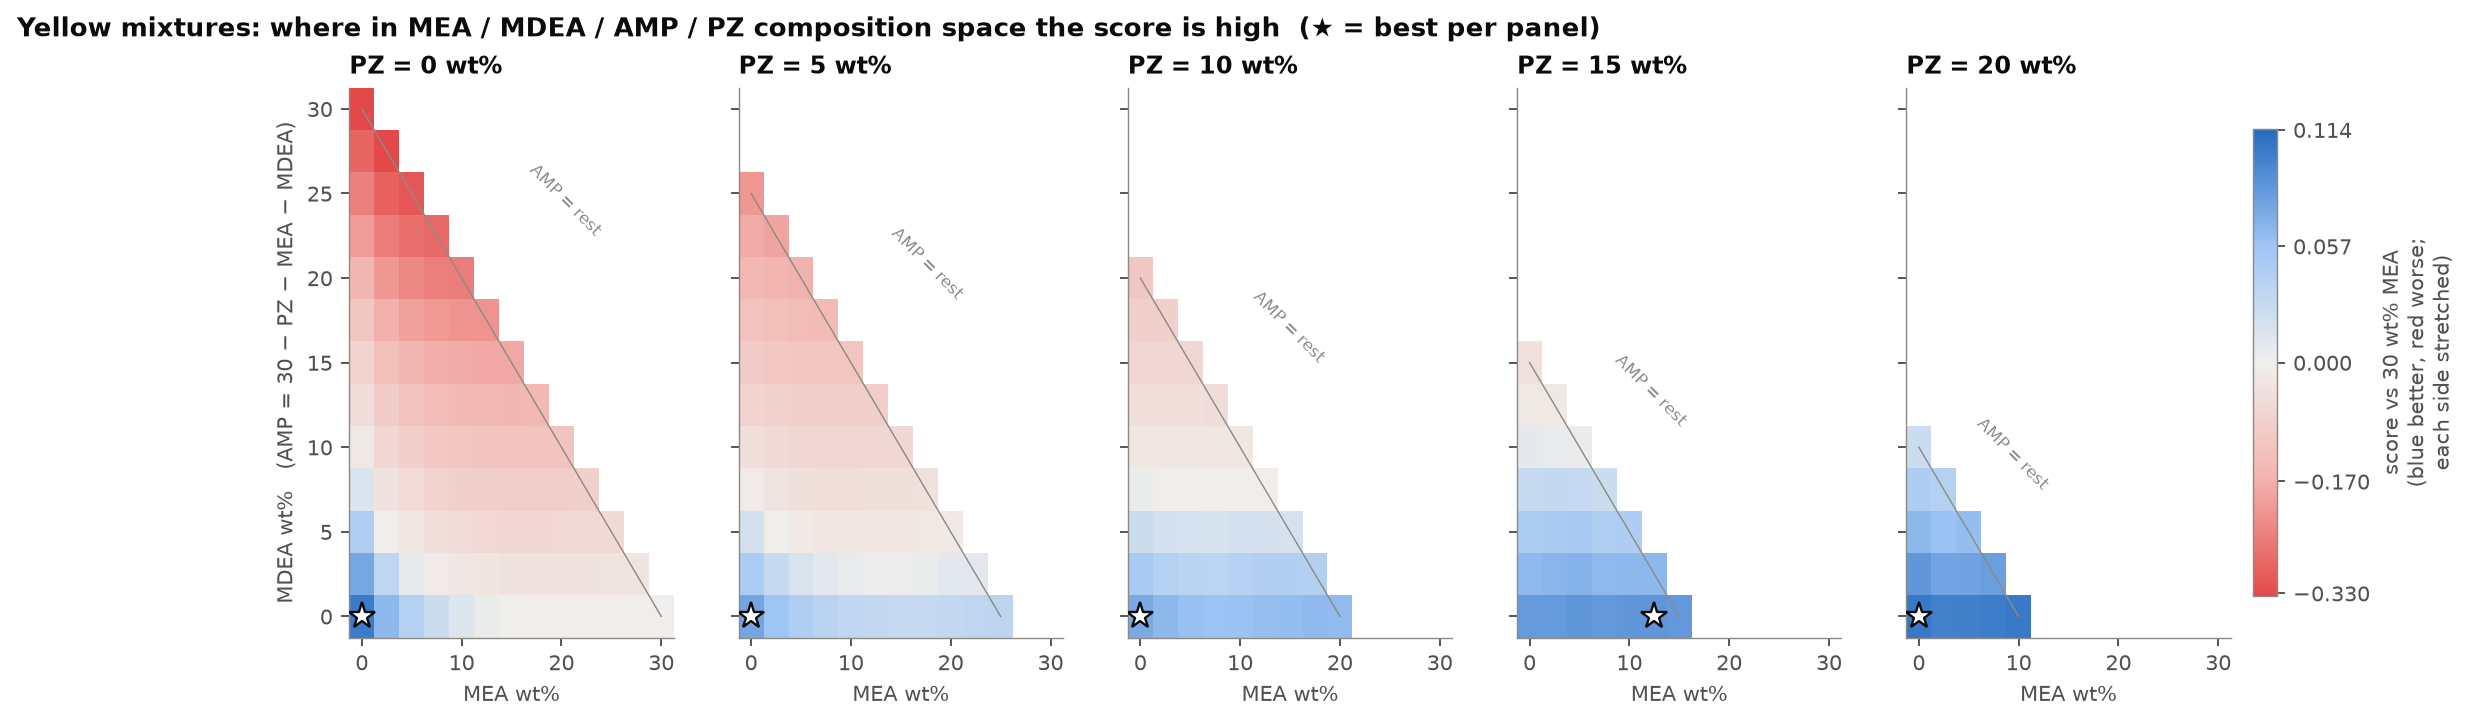 Yellow mixtures: where in MEA / MDEA / AMP / PZ composition space the score is high (★ = best per panel)
PZ = 0 wt%
PZ = 5 wt%
PZ = 10 wt%
PZ = 15 wt%
PZ = 20 wt%
MDEA wt% (AMP = 30 − PZ − MEA − MDEA)
30
25
20
15
10
5
0
AMP = rest
AMP = rest
AMP = rest
AMP = rest
AMP = rest
0 10 20 30
0 10 20 30
0 10 20 30
0 10 20 30
0 10 20 30
MEA wt%
MEA wt%
MEA wt%
MEA wt%
MEA wt%
0.114
0.057
0.000
−0.170
−0.330
score vs 30 wt% MEA
(blue better, red worse;
each side stretched)